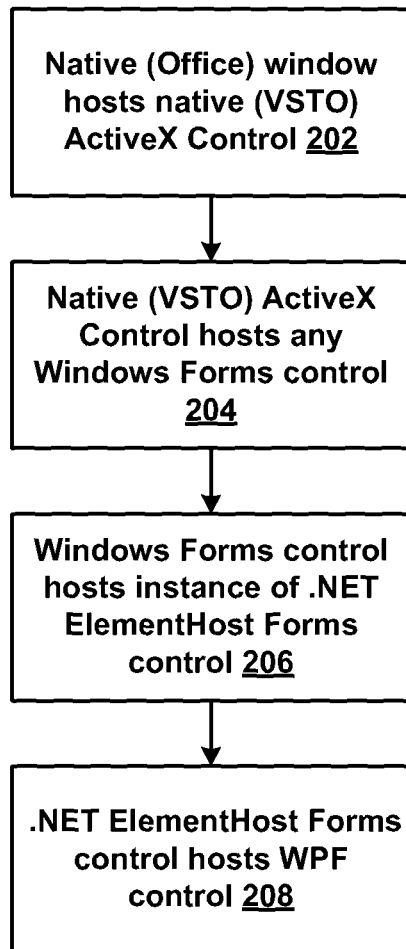 Native (Office) window
hosts native (VSTO)
ActiveX Control 202
Native (VSTO) ActiveX
Control hosts any
Windows Forms control
204
Windows Forms control
hosts instance of .NET
ElementHost Forms
control 206
.NET ElementHost Forms
control hosts WPF
control 208